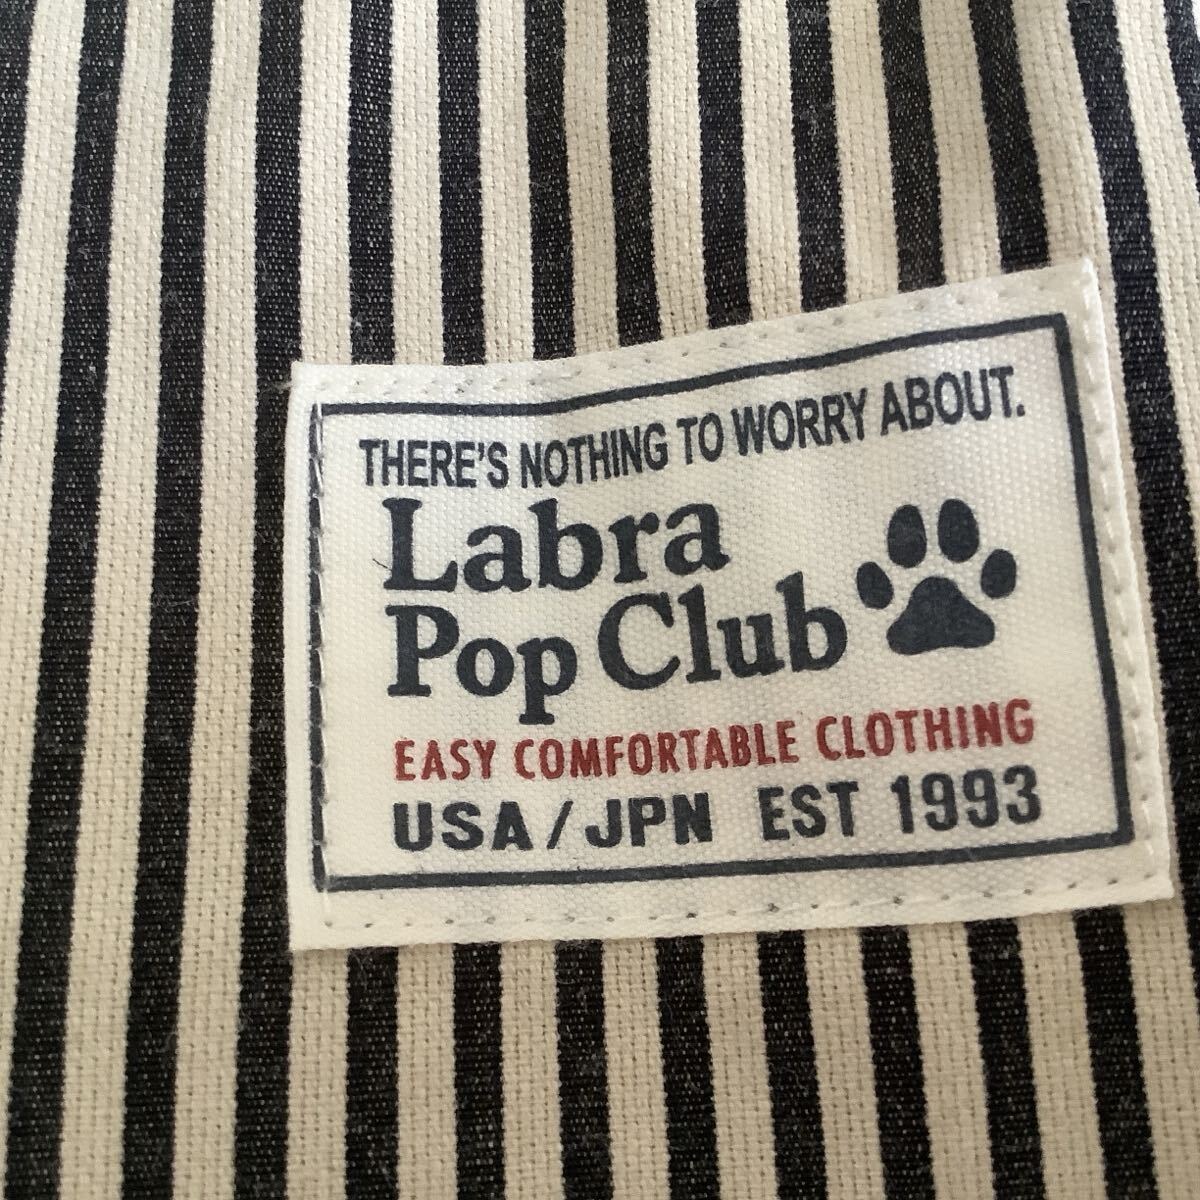 THERE'S NOTHING TO WORRY ABOUT.
Labra
Pop Club
EASY COMFORTABLE CLOTHING
USA/JPN EST 1993